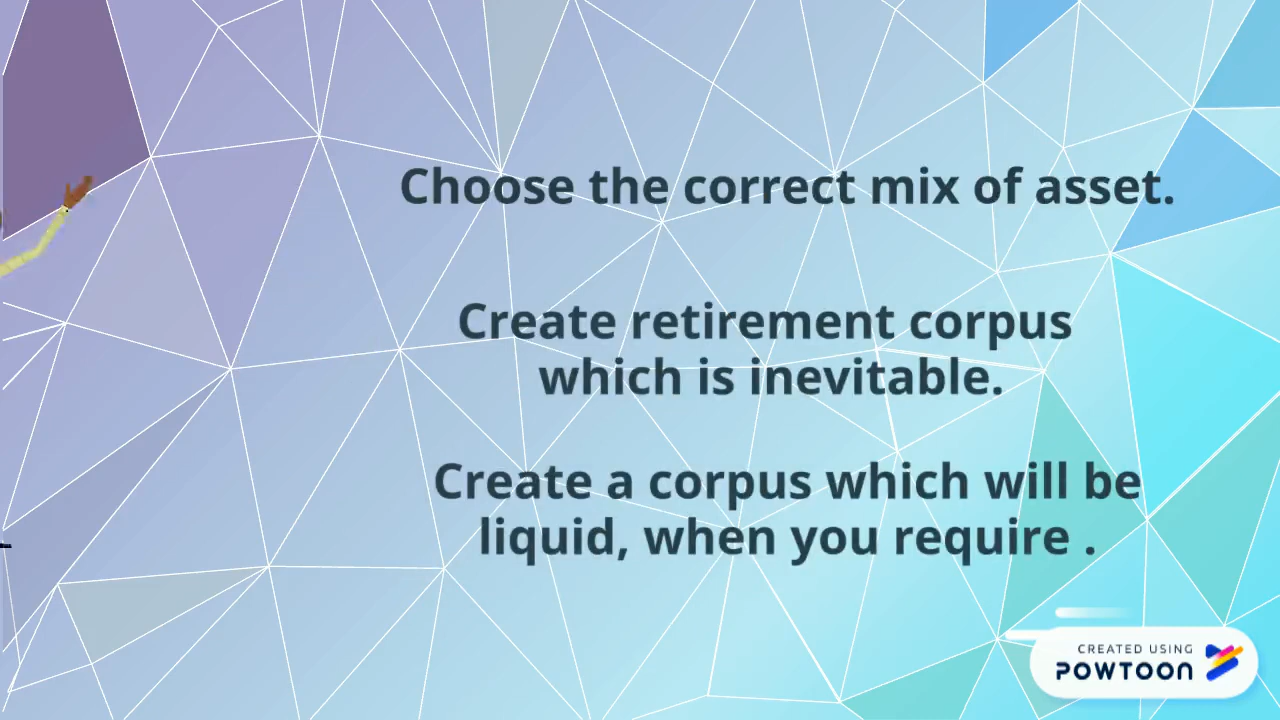 Choose the correct mix of asset.
Create retirement corpus
which is inevitable.
Create a corpus which will be
liquid, when you require .
CREATED USING
POWTOON